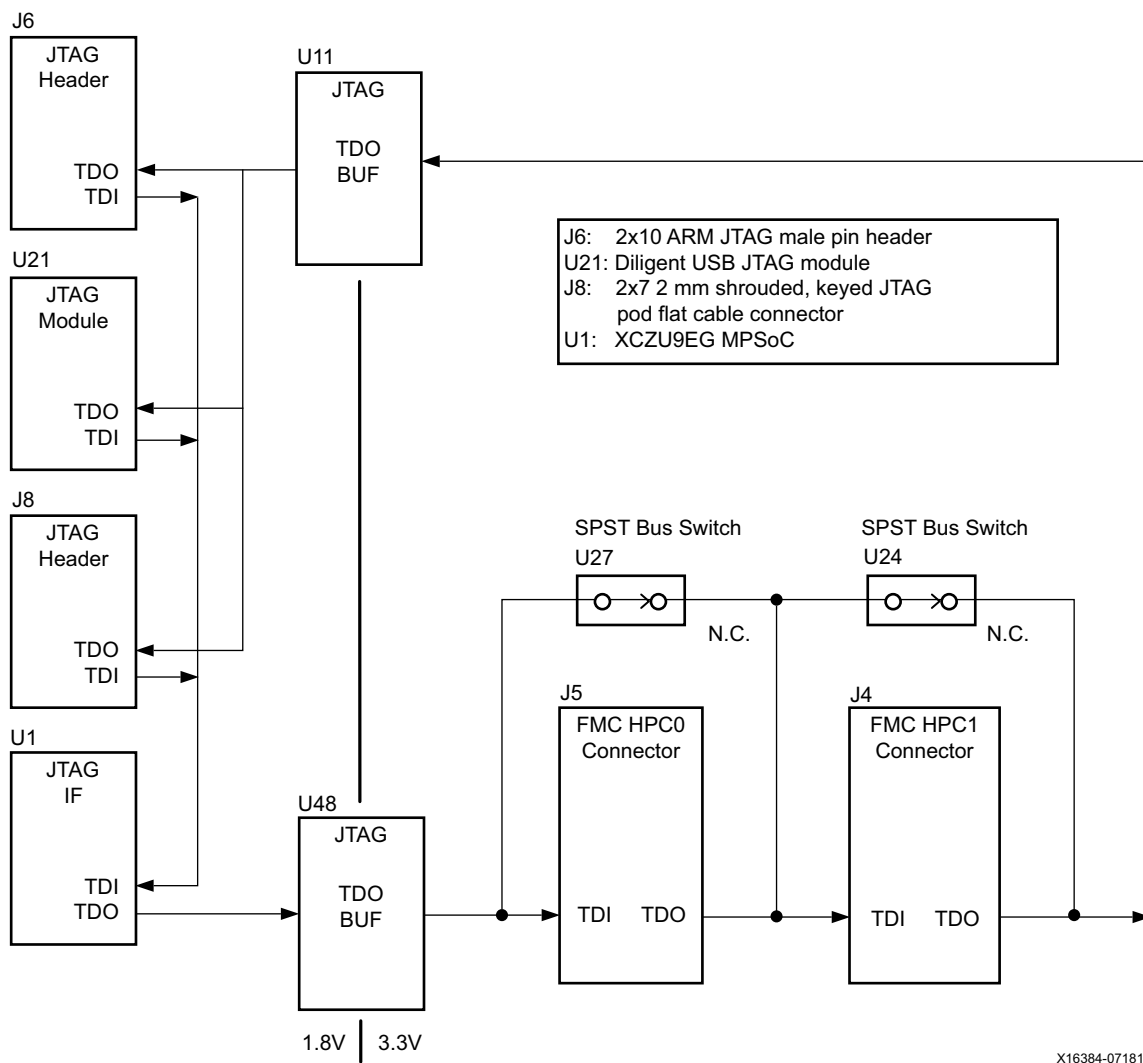 J6
JTAG
Header
TDO
TDI
U11
JTAG
TDO
BUF
J6: 2x10 ARM JTAG male pin header
U21: Diligent USB JTAG module
J8: 2x7 2 mm shrouded, keyed JTAG
pod flat cable connector
U1: XCZU9EG MPSoC
U21
JTAG
Module
TDO
TDI
J8
JTAG
Header
TDO
TDI
SPST Bus Switch
U27
N.C.
SPST Bus Switch
U24
N.C.
U1
JTAG
IF
TDI
TDO
U48
JTAG
TDO
BUF
1.8V
3.3V
J5
FMC HPC0
Connector
TDI TDO
J4
FMC HPC1
Connector
TDI TDO
X16384-07181